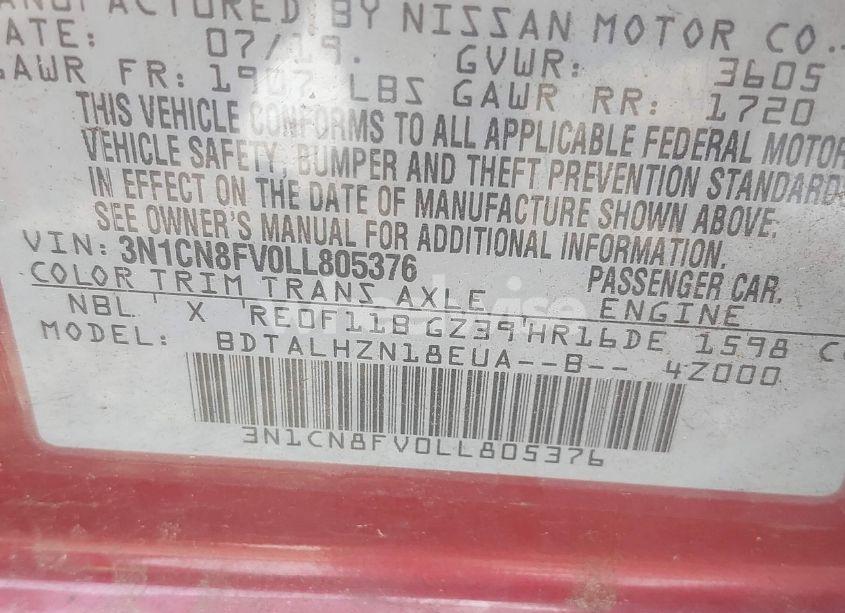 MANUFACTURED BY NISSAN MOTOR CO.,
DATE: 07/19. GVWR: 3605
GAWR FR: 1907 LBS GAWR RR: 1720
THIS VEHICLE CONFORMS TO ALL APPLICABLE FEDERAL MOTOR
VEHICLE SAFETY, BUMPER AND THEFT PREVENTION STANDARDS
IN EFFECT ON THE DATE OF MANUFACTURE SHOWN ABOVE.
SEE OWNER'S MANUAL FOR ADDITIONAL INFORMATION.
VIN: 3N1CN8FV0LL805376 PASSENGER CAR.
COLOR TRIM TRANS AXLE ENGINE
NBL X RE0F11B GZ39 HR16DE 1598 C
MODEL: BDTALHZN18EUA--B-- 4Z000
3N1CN8FV0LL805376